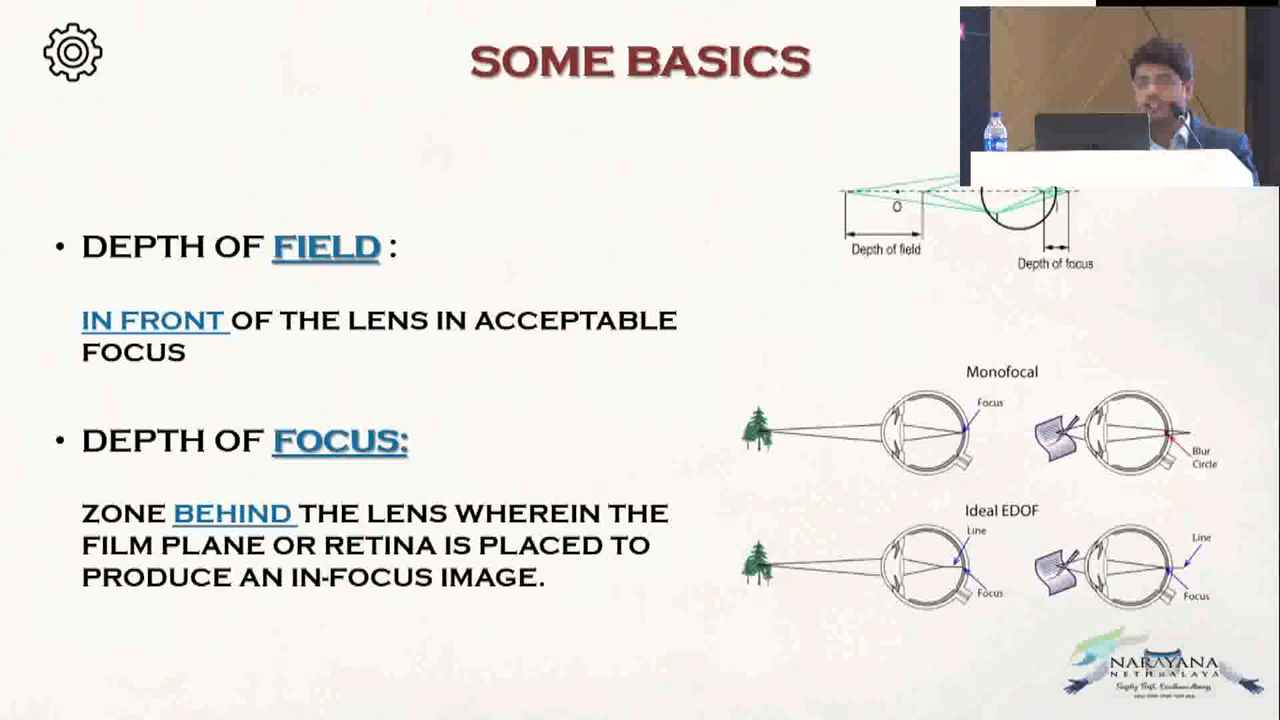 SOME BASICS
O
Depth of field
Depth of focus
• DEPTH OF FIELD :
IN FRONT OF THE LENS IN ACCEPTABLE
FOCUS
• DEPTH OF FOCUS:
ZONE BEHIND THE LENS WHEREIN THE
FILM PLANE OR RETINA IS PLACED TO
PRODUCE AN IN-FOCUS IMAGE.
Monofocal
Focus
Blur
Circle
Ideal EDOF
Line
Focus
Line
Focus
NARAYANA
NETHRALAYA